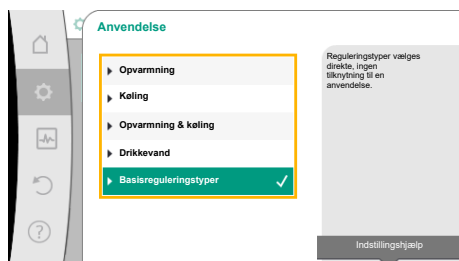 Anvendelse
Opvarmning
Køling
Opvarmning & køling
Drikkevand
Basisreguleringstyper
Reguleringstyper vælges
direkte, ingen
tilknytning til en
anvendelse.
Indstillingshjælp